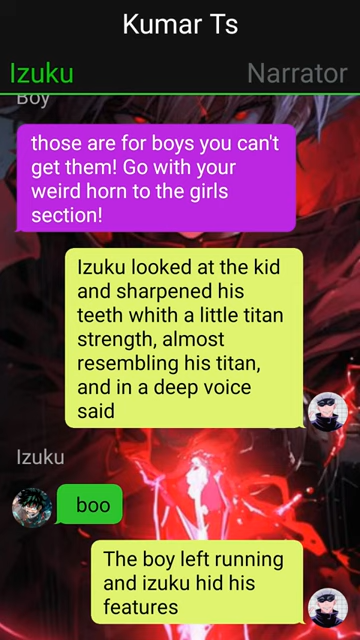 Kumar Ts
Izuku
Narrator
Boy
those are for boys you can't
get them! Go with your
weird horn to the girls
section!
Izuku looked at the kid
and sharpened his
teeth whith a little titan
strength, almost
resembling his titan,
and in a deep voice
said
Izuku
boo
The boy left running
and izuku hid his
features